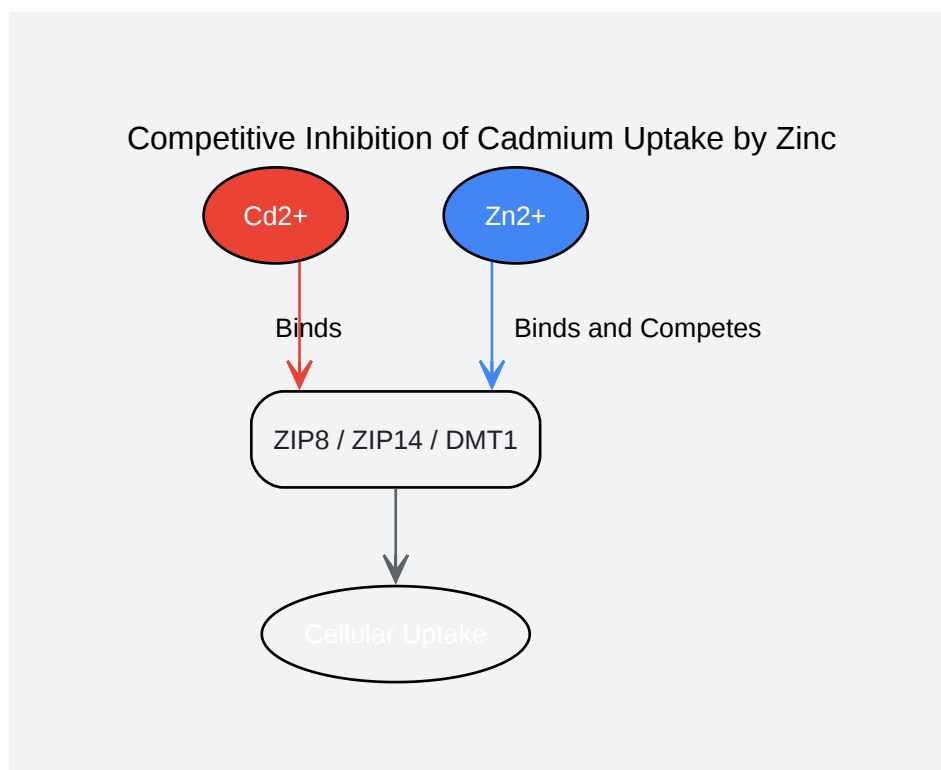 Competitive Inhibition of Cadmium Uptake by Zinc
Cd2+
Zn2+
Binds
Binds and Competes
ZIP8 / ZIP14 / DMT1
Cellular Uptake